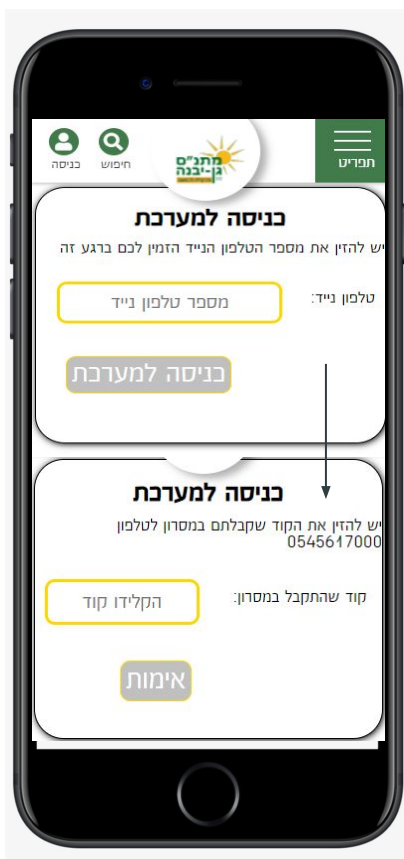 תפריט
מתנ"ס
גן-יבנה
חיפוש
כניסה
כניסה למערכת
יש להזין את מספר הטלפון הנייד הזמין לכם ברגע זה
טלפון נייד:
מספר טלפון נייד
כניסה למערכת
כניסה למערכת
יש להזין את הקוד שקבלתם במסרון לטלפון
0545617000
קוד שהתקבל במסרון:
הקלידו קוד
אימות